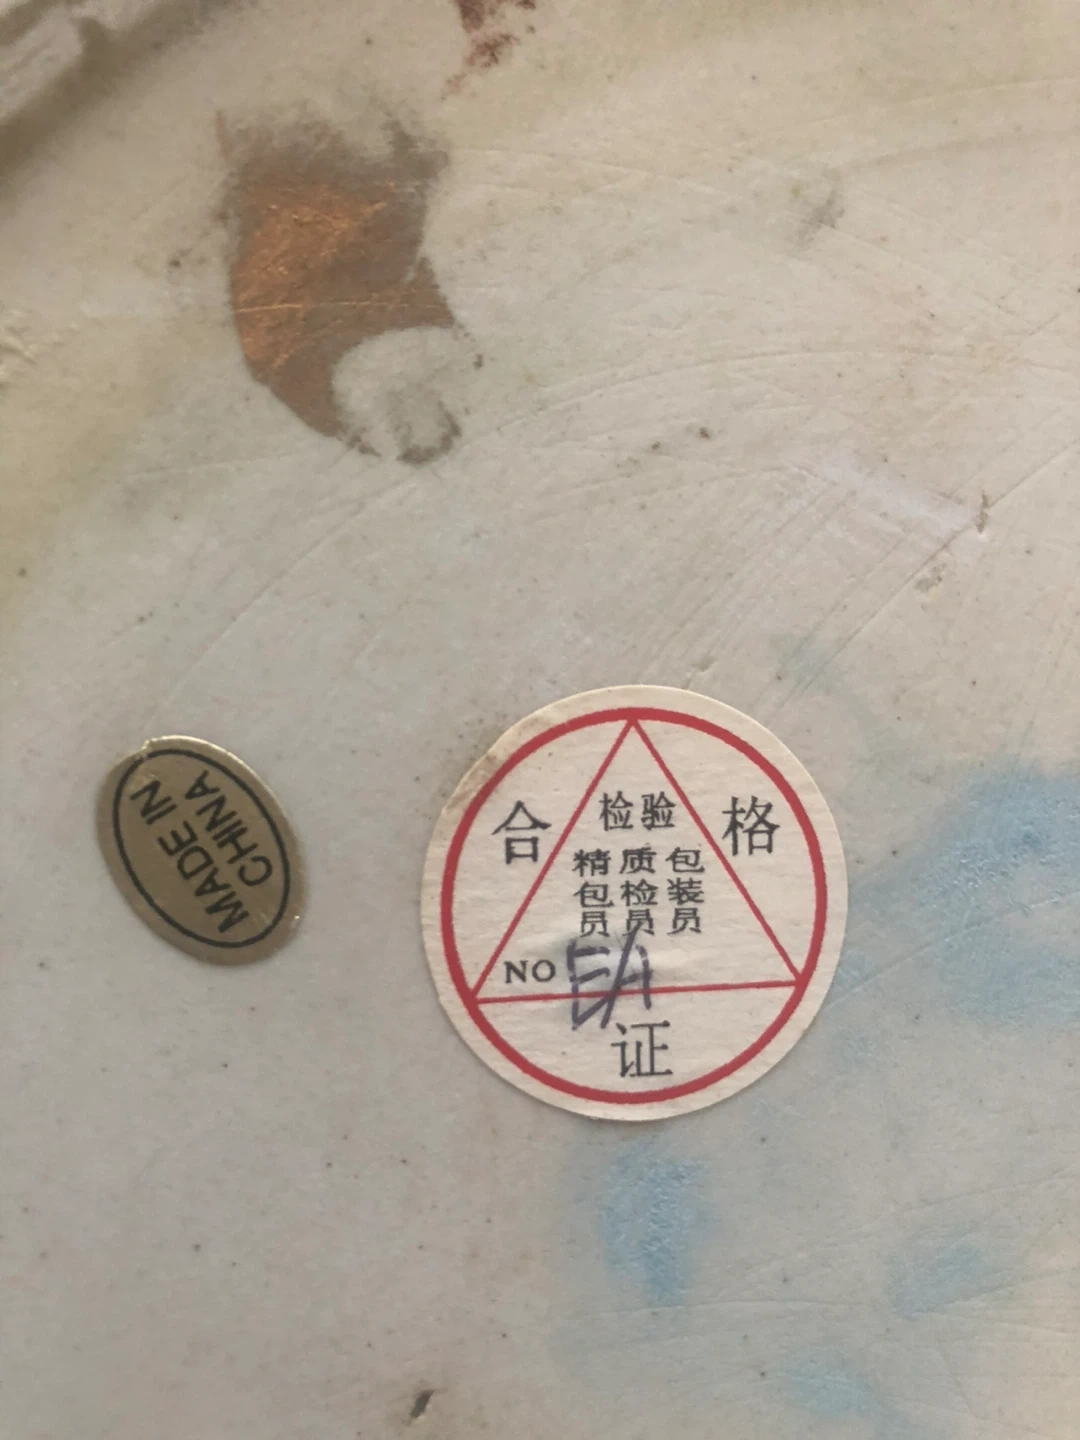 MADE IN
CHINA
合 格
检验
精 质 包
包 检 装
员 员 员
NO
证